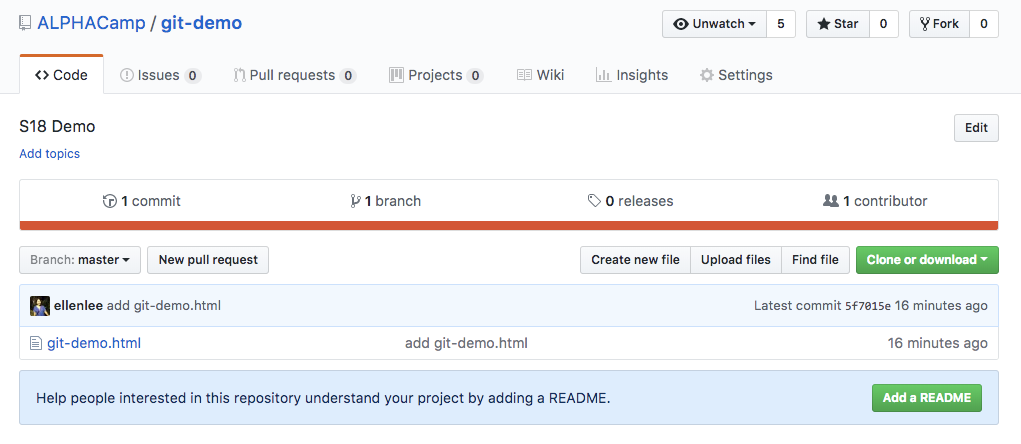 ALPHACamp / git-demo
Unwatch 5 Star 0 Fork 0
Code Issues 0 Pull requests 0 Projects 0 Wiki Insights Settings
S18 Demo
Edit
Add topics
1 commit 1 branch 0 releases 1 contributor
Branch: master New pull request Create new file Upload files Find file Clone or download
ellenlee add git-demo.html Latest commit 5f7015e 16 minutes ago
git-demo.html add git-demo.html 16 minutes ago
Help people interested in this repository understand your project by adding a README. Add a README